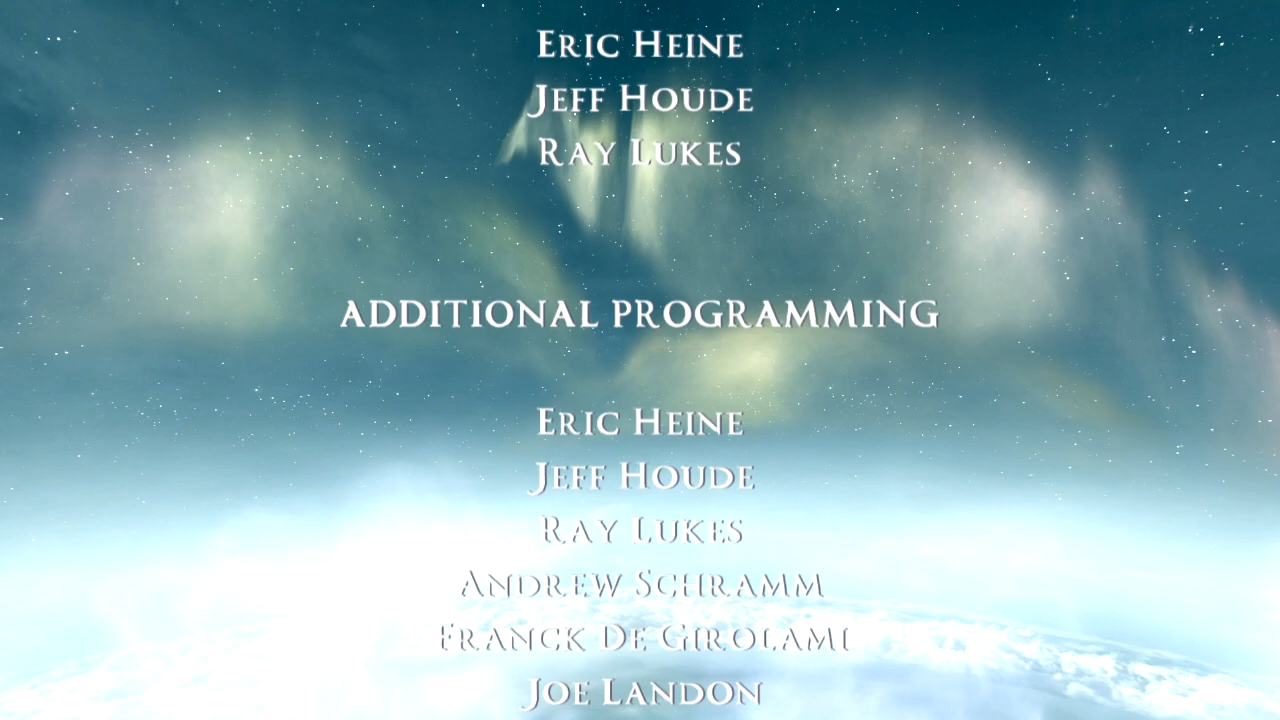 Eric Heine
Jeff Houde
Ray Lukes
ADDITIONAL PROGRAMMING
Eric Heine
Jeff Houde
Ray Lukes
Andrew Schramm
Franck De Girolami
Joe Landon